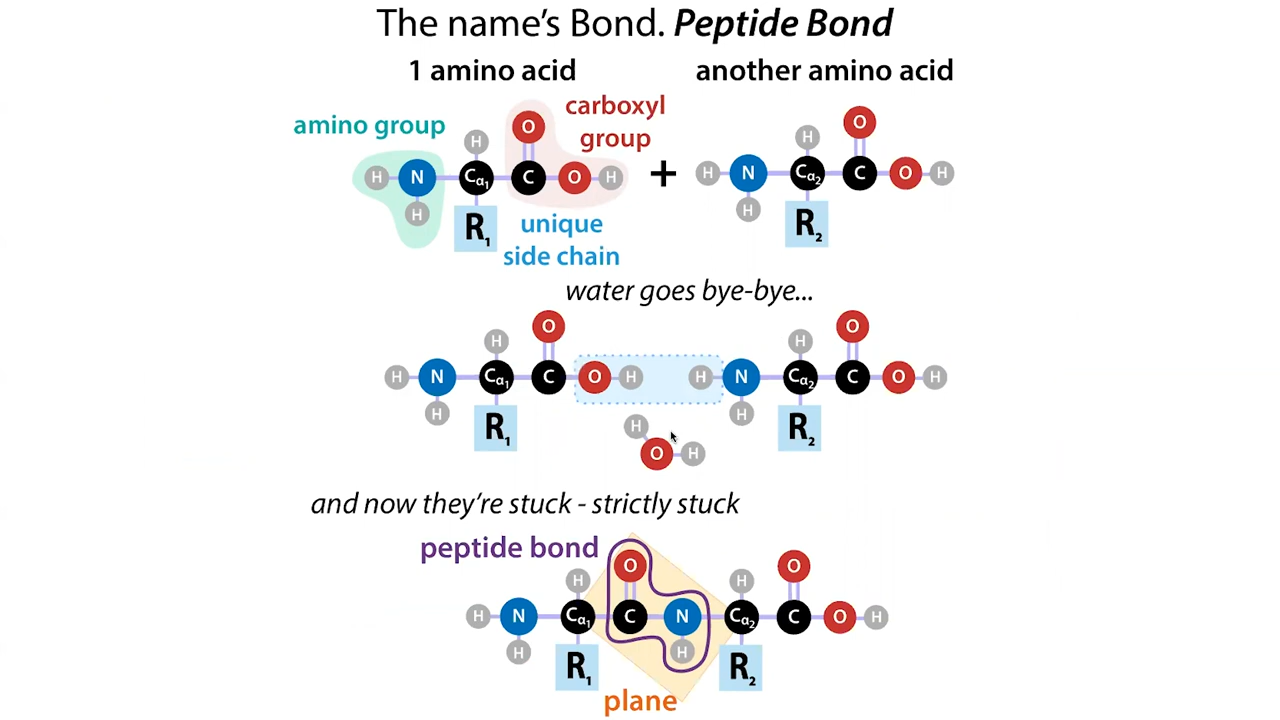 The name's Bond. Peptide Bond
1 amino acid
another amino acid
amino group
carboxyl
group
O
O
H
H
H
N
Cα1
C
O
H
+
H
N
Cα2
C
O
H
H
H
R1
R2
unique
side chain
water goes bye-bye...
O
O
H
H
H
N
Cα1
C
O
H
H
N
Cα2
C
O
H
H
H
R1
R2
H
O
H
and now they're stuck - strictly stuck
peptide bond
O
O
H
H
H
N
Cα1
C
N
Cα2
C
O
H
H
H
R1
R2
plane